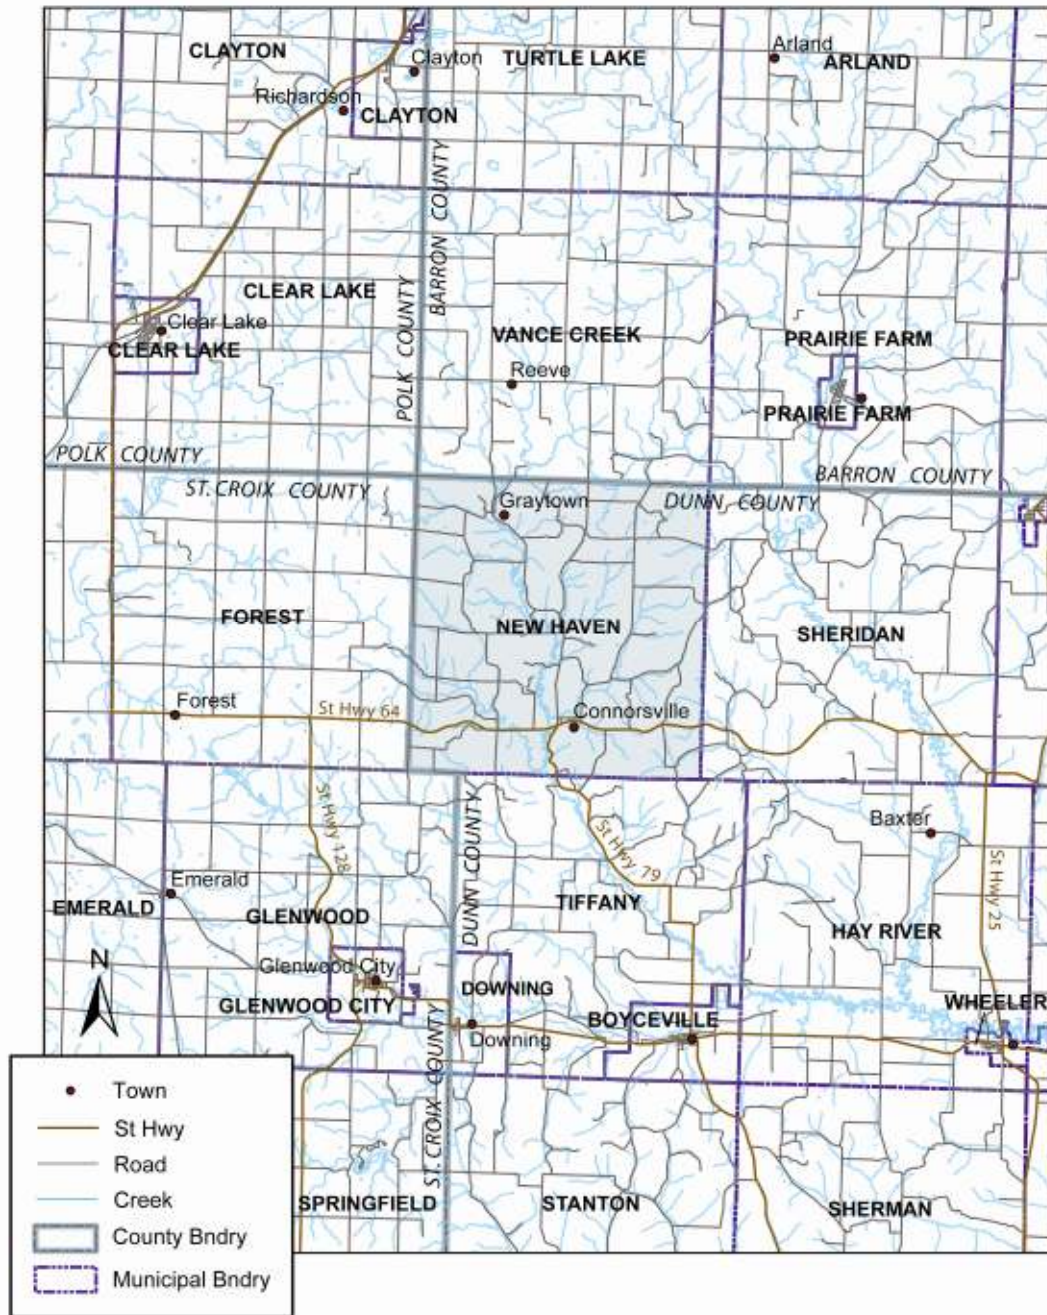 CLAYTON
Clayton
TURTLE LAKE
Arland
ARLAND
Richardson
CLAYTON
BARRON COUNTY
POLK COUNTY
CLEAR LAKE
Clear Lake
CLEAR LAKE
VANCE CREEK
Reeve
PRAIRIE FARM
PRAIRIE FARM
POLK COUNTY
ST. CROIX COUNTY
BARRON COUNTY
DUNN COUNTY
Graytown
FOREST
NEW HAVEN
SHERIDAN
Forest
St Hwy 64
Connorsville
St Hwy 128
DUNN COUNTY
St Hwy 79
Baxter
St Hwy 25
Emerald
EMERALD
GLENWOOD
TIFFANY
HAY RIVER
N
Glenwood City
GLENWOOD CITY
DOWNING
Downing
BOYCEVILLE
WHEELER
ST. CROIX COUNTY
SPRINGFIELD
STANTON
SHERMAN
Town
St Hwy
Road
Creek
County Bndry
Municipal Bndry